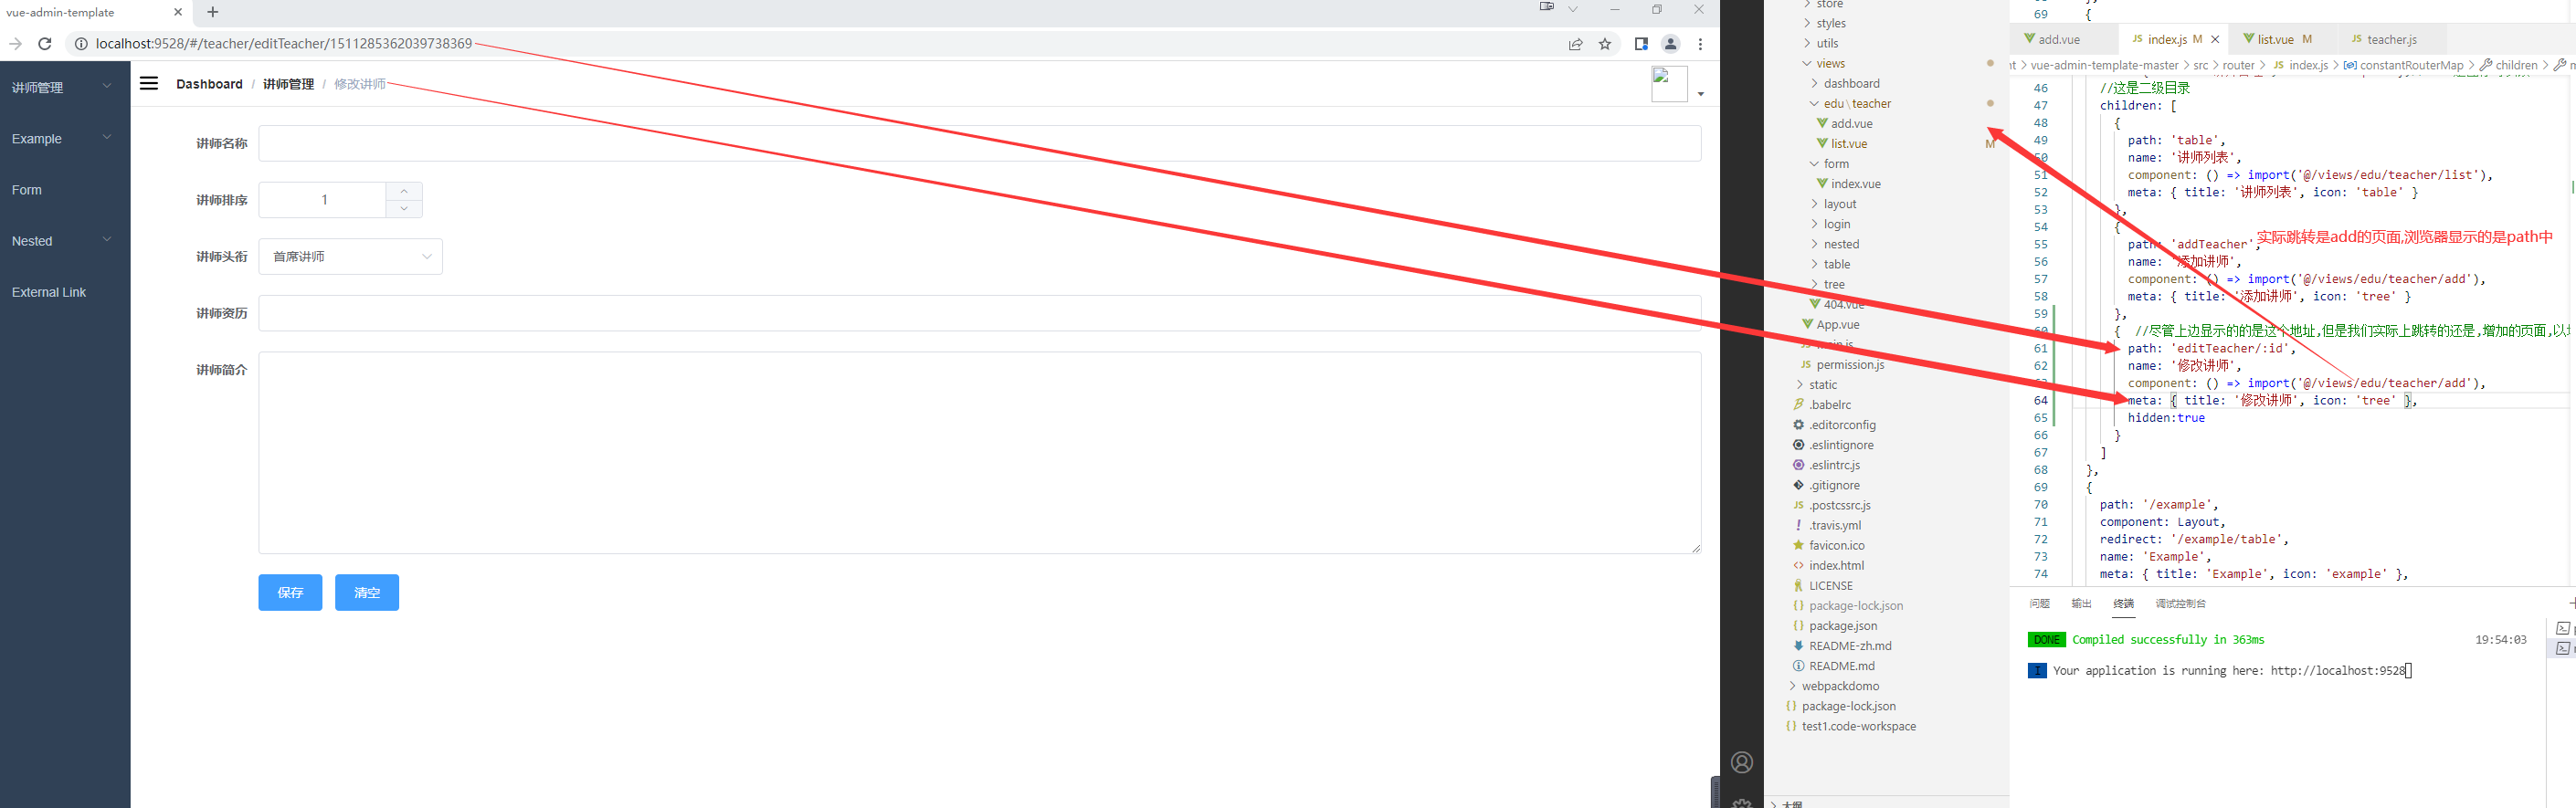 vue-admin-template
localhost:9528/#/teacher/editTeacher/1511285362039738369
讲师管理
Example
Form
Nested
External Link
Dashboard / 讲师管理 / 修改讲师
讲师名称
讲师排序
1
讲师头衔
首席讲师
讲师资历
讲师简介
保存
清空
store
styles
utils
views
dashboard
edu\teacher
add.vue
list.vue
M
form
index.vue
layout
login
nested
table
tree
404.vue
App.vue
main.js
permission.js
static
.babelrc
.editorconfig
.eslintignore
.eslintrc.js
.gitignore
.postcssrc.js
.travis.yml
favicon.ico
index.html
LICENSE
package-lock.json
package.json
README-zh.md
README.md
webpackdomo
package-lock.json
test1.code-workspace
大纲
69 {
add.vue
JS index.js M
list.vue M
JS teacher.js
nt > vue-admin-template-master > src > router > JS index.js > constantRouterMap > children > m
46 //这是二级目录
47 children: [
48 {
49 path: 'table',
50 name: '讲师列表',
51 component: () => import('@/views/edu/teacher/list'),
52 meta: { title: '讲师列表', icon: 'table' }
53 },
54 {
55 path: 'addTeacher',
实际跳转是add的页面,浏览器显示的是path中
56 name: '添加讲师',
57 component: () => import('@/views/edu/teacher/add'),
58 meta: { title: '添加讲师', icon: 'tree' }
59 },
60 { //尽管上边显示的的是这个地址,但是我们实际上跳转的还是,增加的页面,以
61 path: 'editTeacher/:id',
62 name: '修改讲师',
63 component: () => import('@/views/edu/teacher/add'),
64 meta: { title: '修改讲师', icon: 'tree' },
65 hidden:true
66 }
67 ]
68 },
69 {
70 path: '/example',
71 component: Layout,
72 redirect: '/example/table',
73 name: 'Example',
74 meta: { title: 'Example', icon: 'example' },
问题 输出 终端 调试控制台
DONE Compiled successfully in 363ms 19:54:03
I Your application is running here: http://localhost:9528